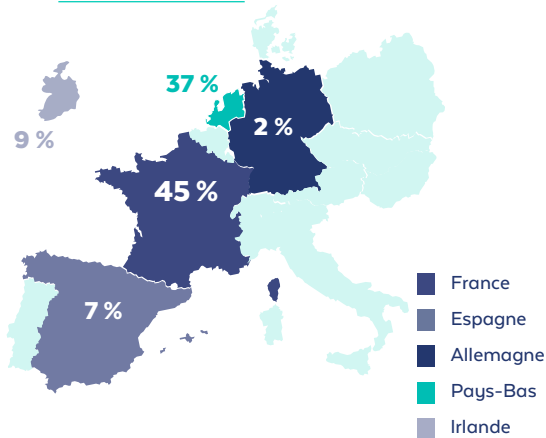 37 %
2 %
9 %
45 %
7 %
France
Espagne
Allemagne
Pays-Bas
Irlande